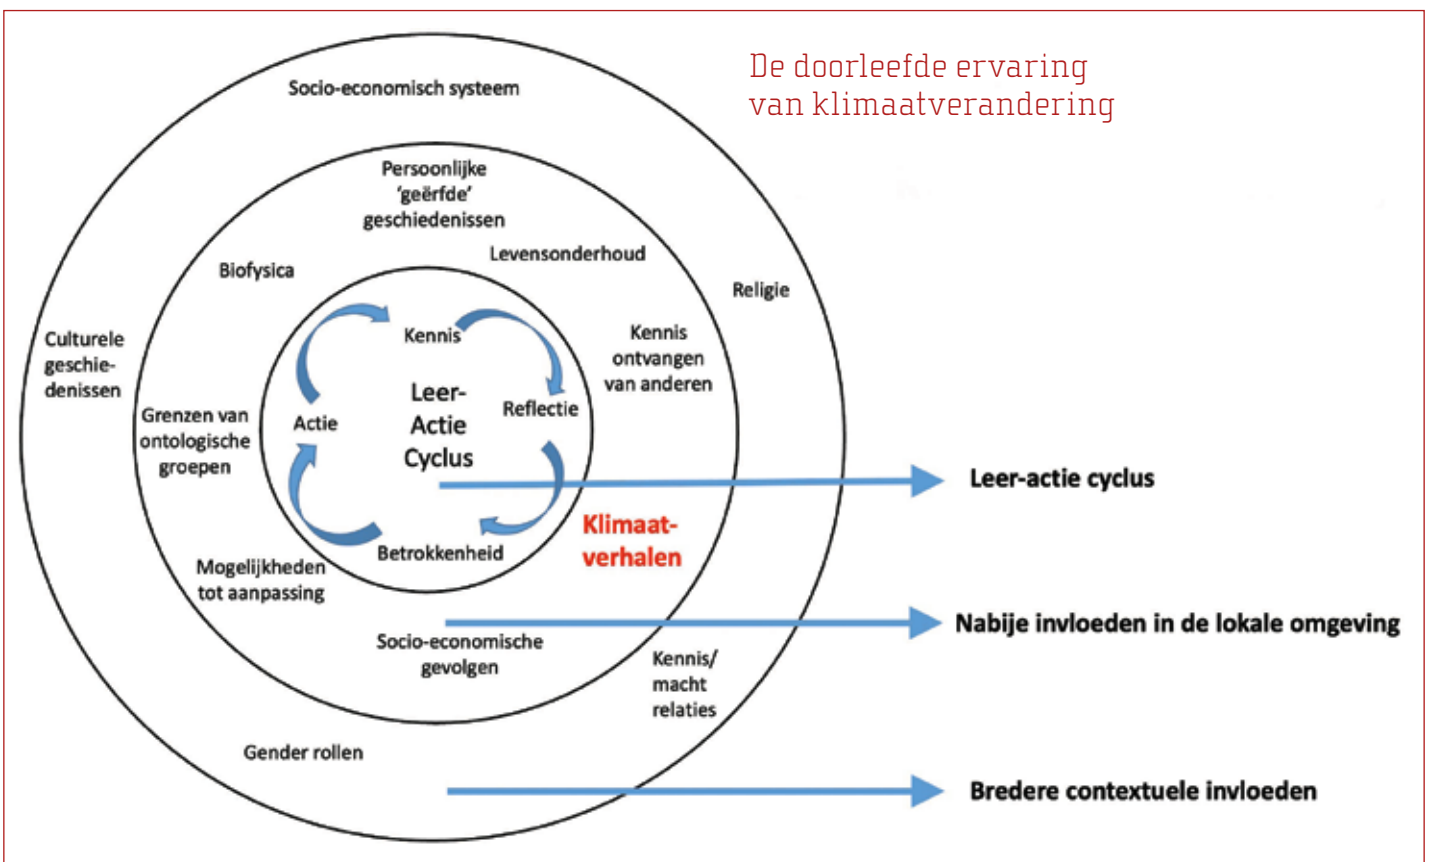 De doorleefde ervaring
van klimaatverandering
Socio-economisch systeem
Persoonlijke
‘geërfde’
geschiedenissen
Levensonderhoud
Biofysica
Religie
Culturele
geschie-
denissen
Kennis
ontvangen
van anderen
Grenzen van
ontologische
groepen
Kennis
Reflectie
Actie
Leer-
Actie
Cyclus
Betrokkenheid
Klimaat-
verhalen
Mogelijkheden
tot aanpassing
Socio-economische
gevolgen
Kennis/
macht
relaties
Gender rollen
Leer-actie cyclus
Nabije invloeden in de lokale omgeving
Bredere contextuele invloeden